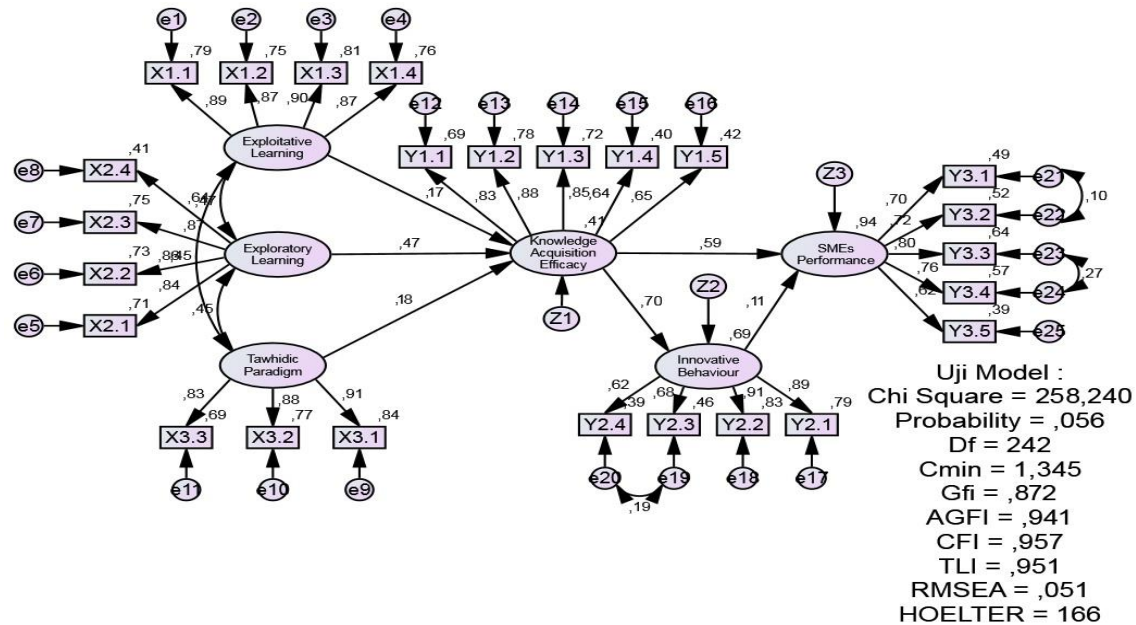 e1 e2 e3 e4
,79 ,75 ,81 ,76
X1.1 X1.2 X1.3 X1.4
,89 ,87 ,90 ,87
e12 e13 e14 e15 e16
,69 ,78 ,72 ,40 ,42
Y1.1 Y1.2 Y1.3 Y1.4 Y1.5
,83 ,88 ,85 ,64 ,65
Exploitative
Learning
,17
e8 X2.4 ,41
e7 X2.3 ,75
e6 X2.2 ,73
e5 X2.1 ,71
,84
Exploratory
Learning
,47
,45
Tawhidic
Paradigm
,18
,83 ,88 ,91
,69 ,77 ,84
X3.3 X3.2 X3.1
e11 e10 e9
,41
Knowledge
Acquisition
Efficacy
Z1
,59
,70
Z2
,69
Innovative
Behaviour
,11
,62 ,68 ,91 ,89
,39 ,46 ,83 ,79
Y2.4 Y2.3 Y2.2 Y2.1
e20 e19 e18 e17
,19
Z3
,94
SMEs
Performance
,70 ,72 ,80 ,76 ,62
,49
Y3.1 e21
,52
Y3.2 e22
,10
,64
Y3.3 e23
,57
Y3.4 e24
,27
,39
Y3.5 e25
Uji Model :
Chi Square = 258,240
Probability = ,056
Df = 242
Cmin = 1,345
Gfi = ,872
AGFI = ,941
CFI = ,957
TLI = ,951
RMSEA = ,051
HOELTER = 166